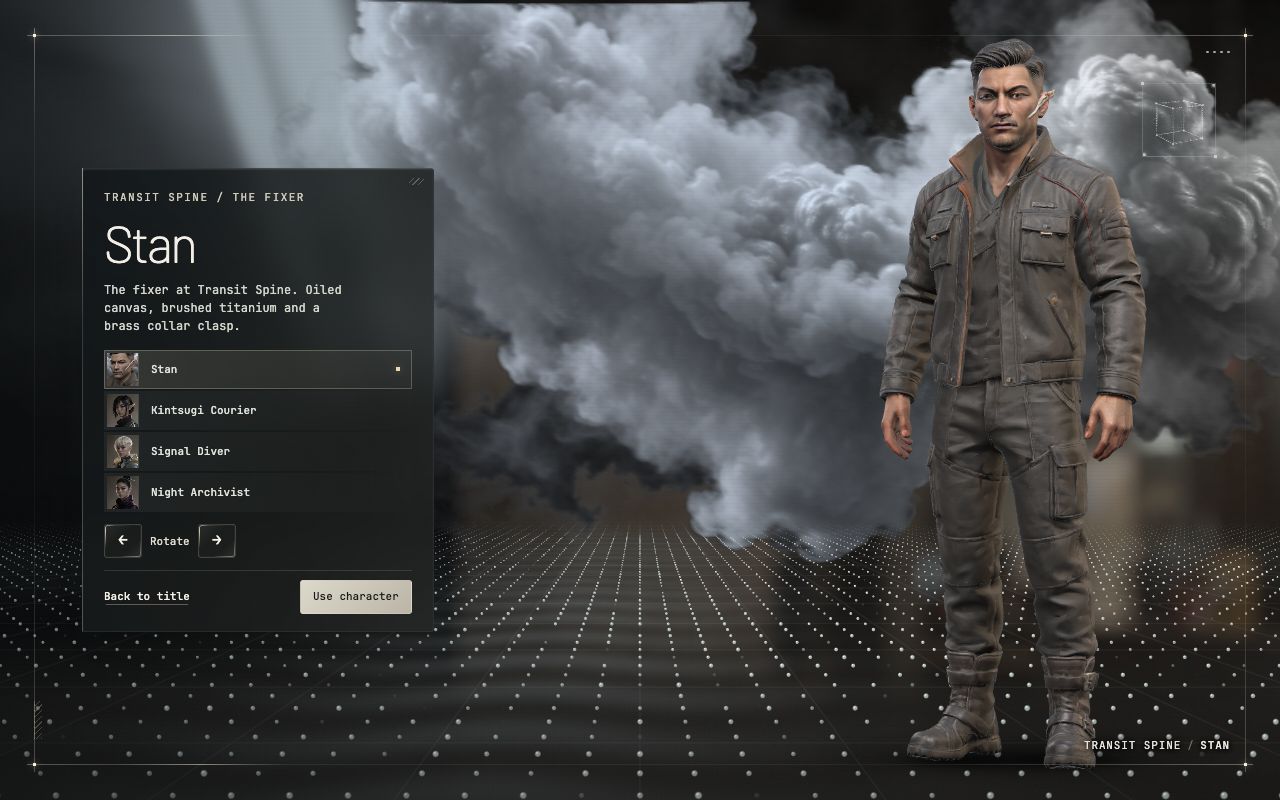 TRANSIT SPINE / THE FIXER
Stan
The fixer at Transit Spine. Oiled
canvas, brushed titanium and a
brass collar clasp.
Stan
Kintsugi Courier
Signal Diver
Night Archivist
← Rotate →
Back to title
Use character
TRANSIT SPINE / STAN